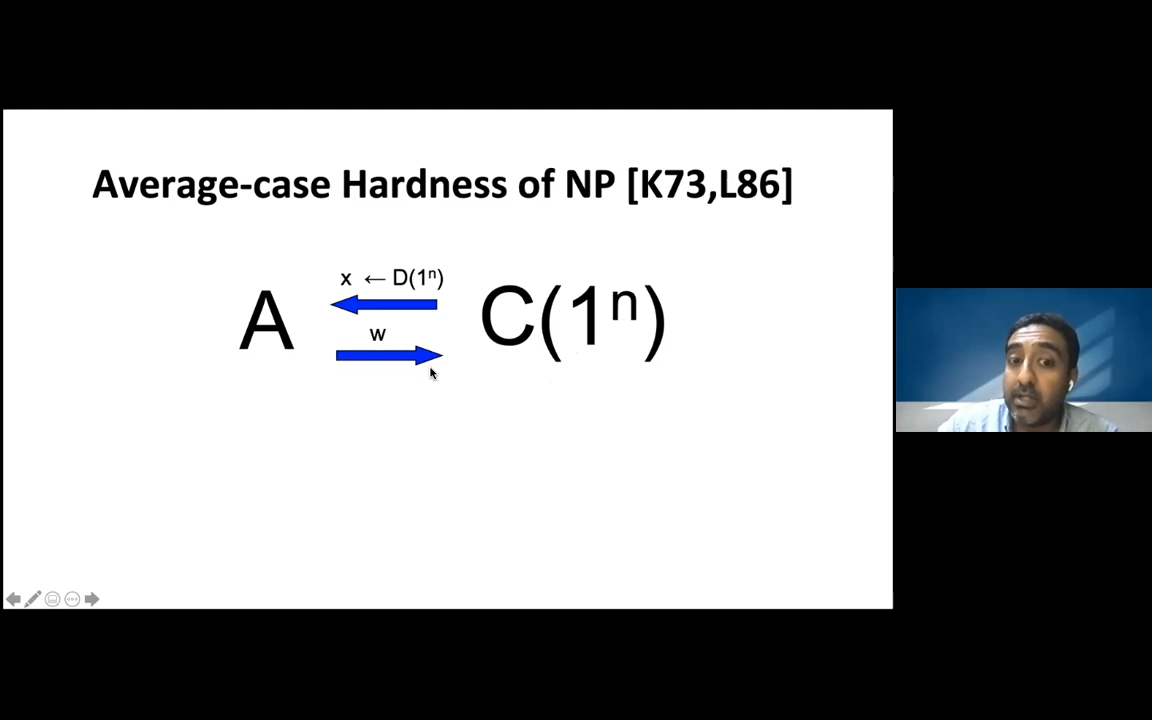 Average-case Hardness of NP [K73,L86]
x ← D(1ⁿ)
A
C(1ⁿ)
w